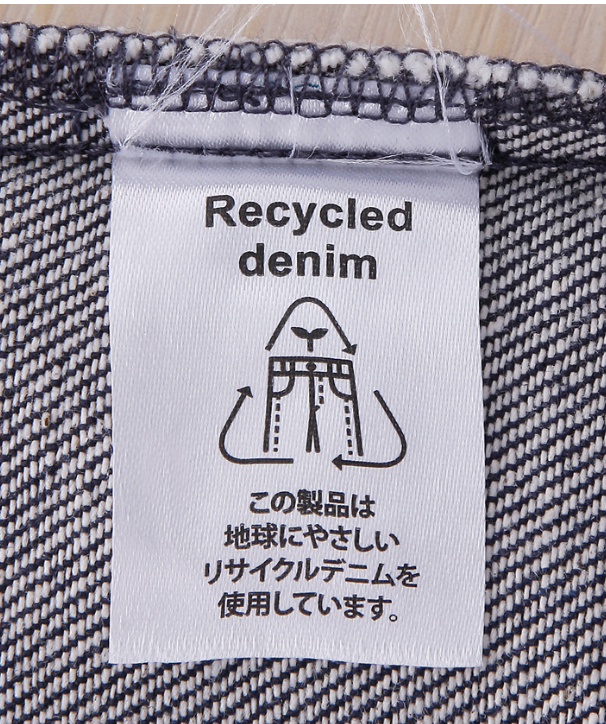 Recycled
denim
この製品は
地球にやさしい
リサイクルデニムを
使用しています。